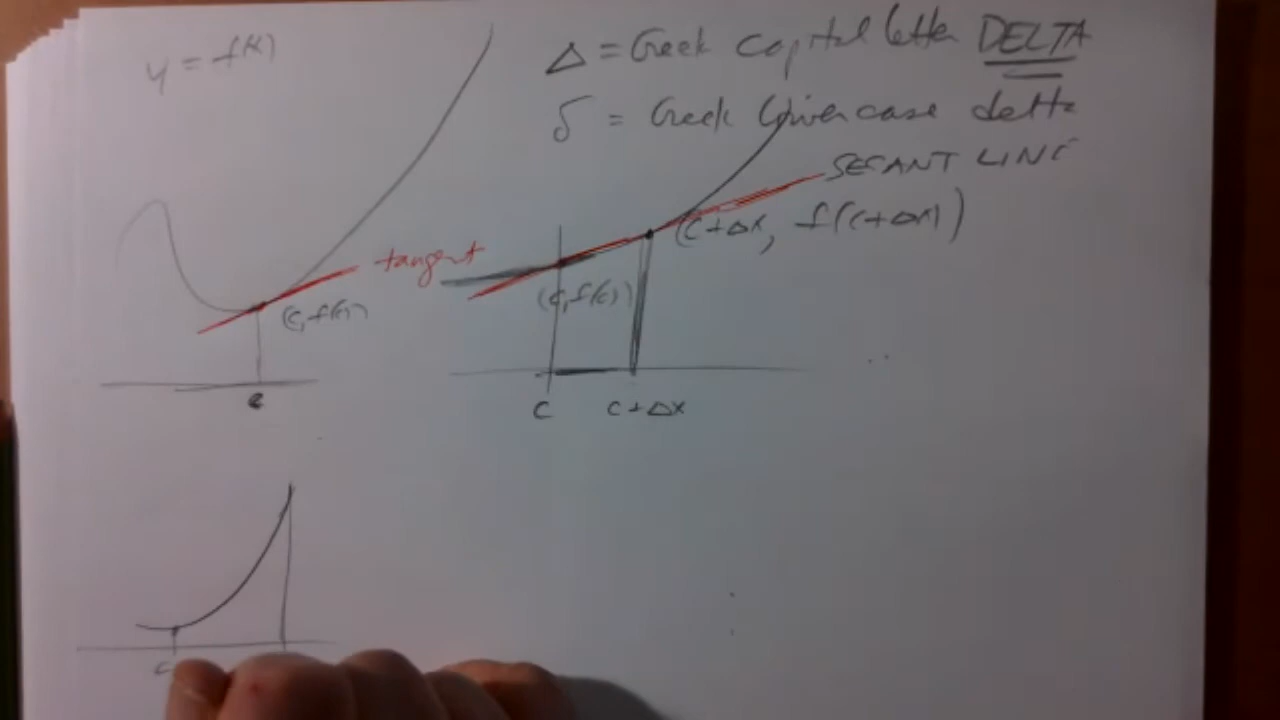 y = f(x)
Δ = Greek capital letter DELTA
δ = Greek lowercase delta
SECANT LINE
(c+Δx, f(c+Δx))
tangent
(c, f(c))
(c, f(c))
c
c
c+Δx
c